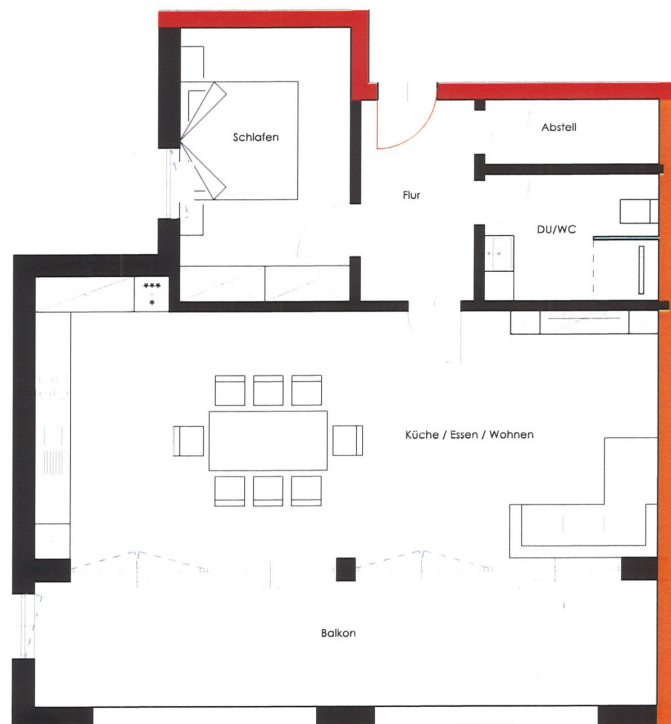 Schlafen
Abstell
Flur
DU/WC
Küche / Essen / Wohnen
Balkon